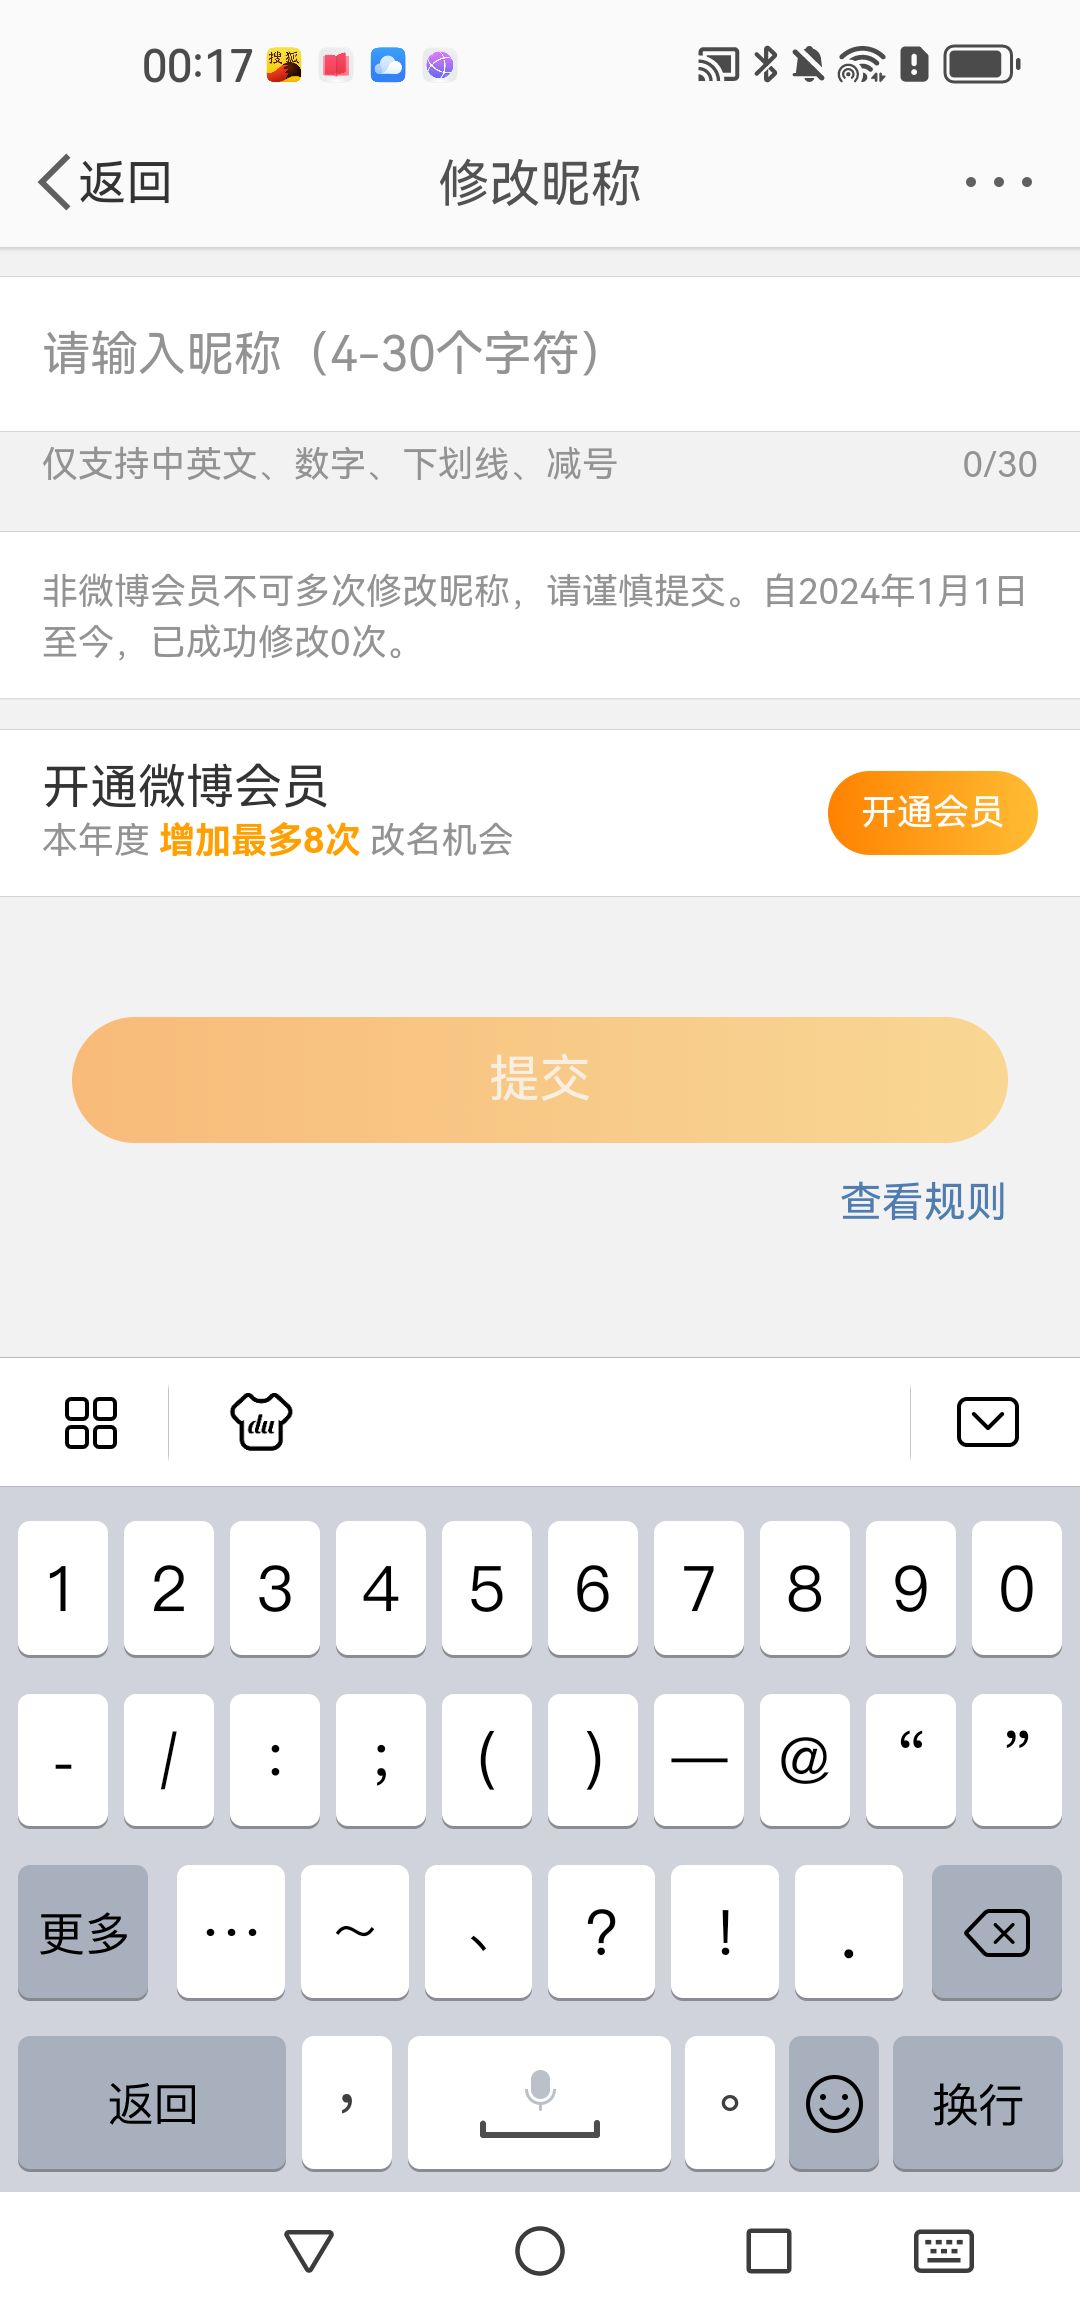 00:17
搜狐
返回
修改昵称
请输入昵称（4-30个字符）
仅支持中英文、数字、下划线、减号
0/30
非微博会员不可多次修改昵称，请谨慎提交。自2024年1月1日
至今，已成功修改0次。
开通微博会员
本年度 增加最多8次 改名机会
开通会员
提交
查看规则
du
1 2 3 4 5 6 7 8 9 0
- / : ; ( ) — @ “ ”
更多 … ~ 、 ? ! .
返回 ， 。 换行